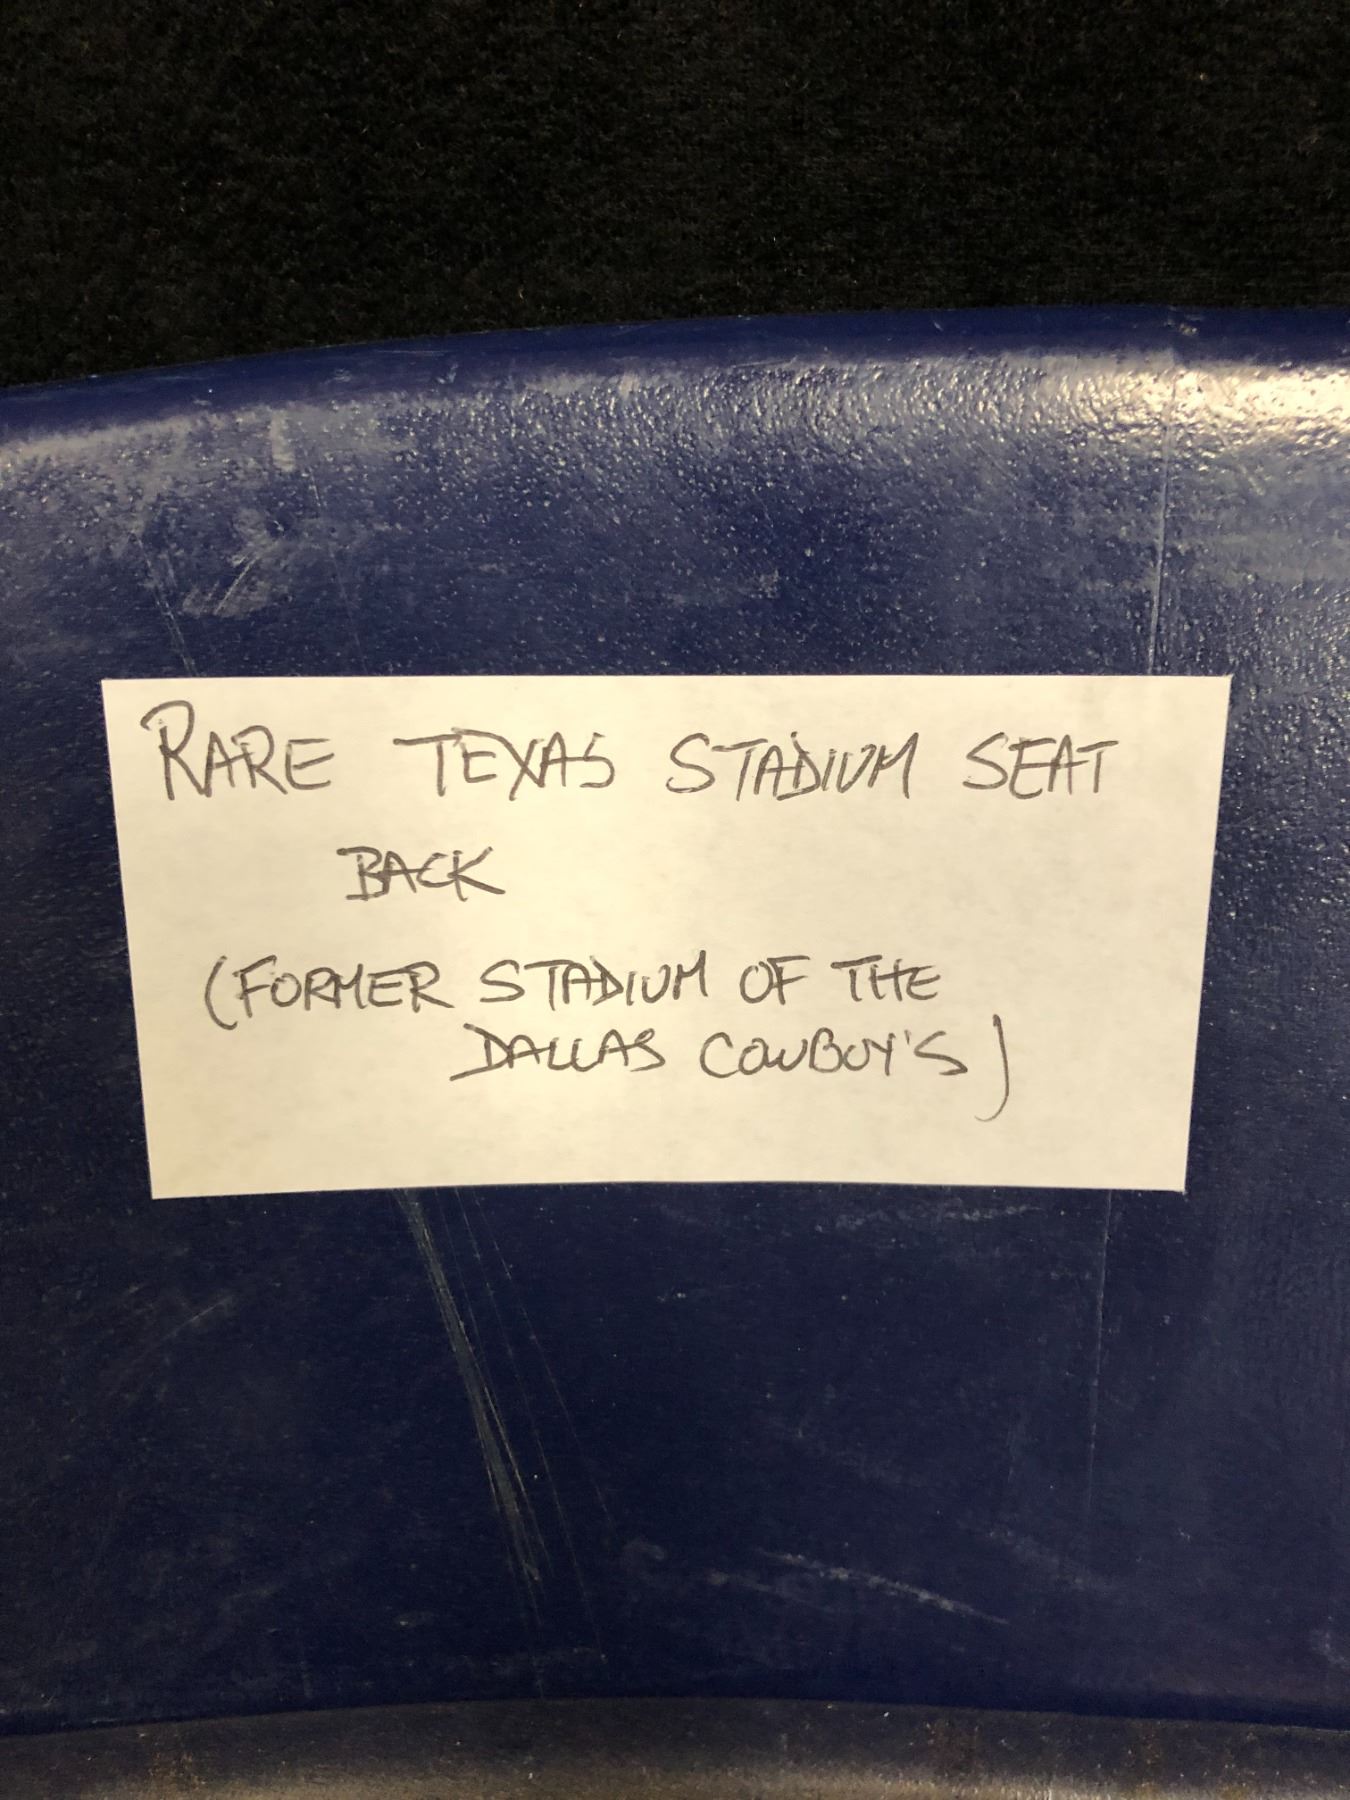 RARE TEXAS STADIUM SEAT
BACK
(FORMER STADIUM OF THE
DALLAS COWBOY'S)